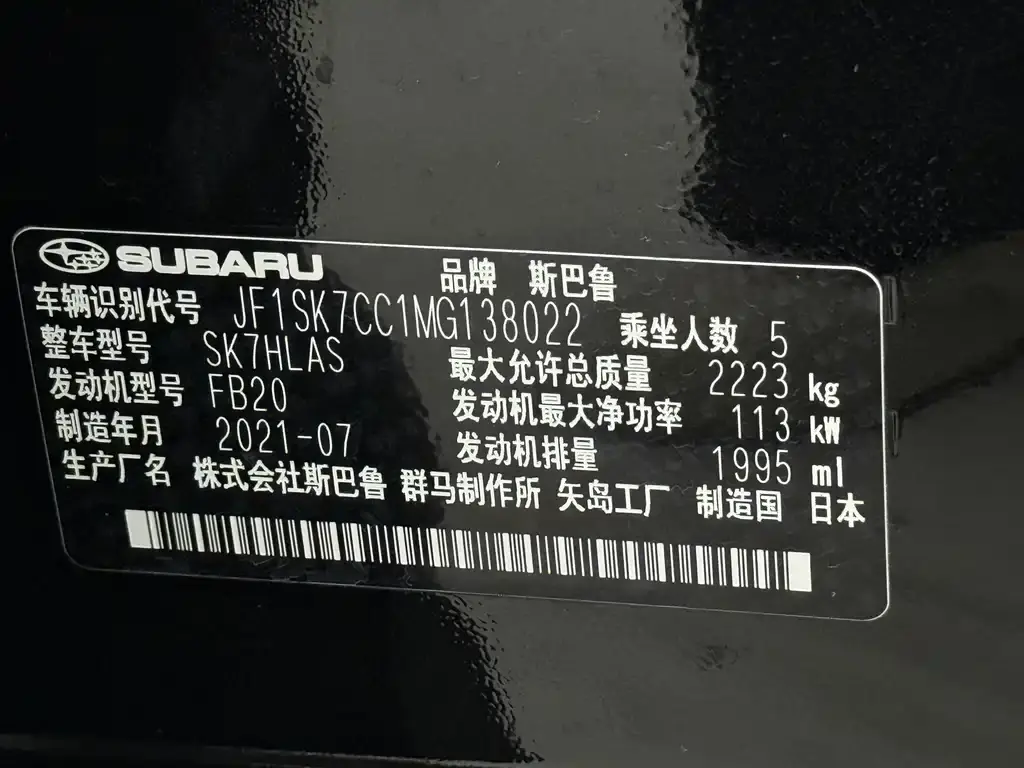 SUBARU 品牌 斯巴鲁
车辆识别代号 JF1SK7CC1MG138022 乘坐人数 5
整车型号 SK7HLAS 最大允许总质量 2223 kg
发动机型号 FB20 发动机最大净功率 113 kW
制造年月 2021-07 发动机排量 1995 ml
生产厂名 株式会社斯巴鲁 群马制作所 矢岛工厂 制造国 日本